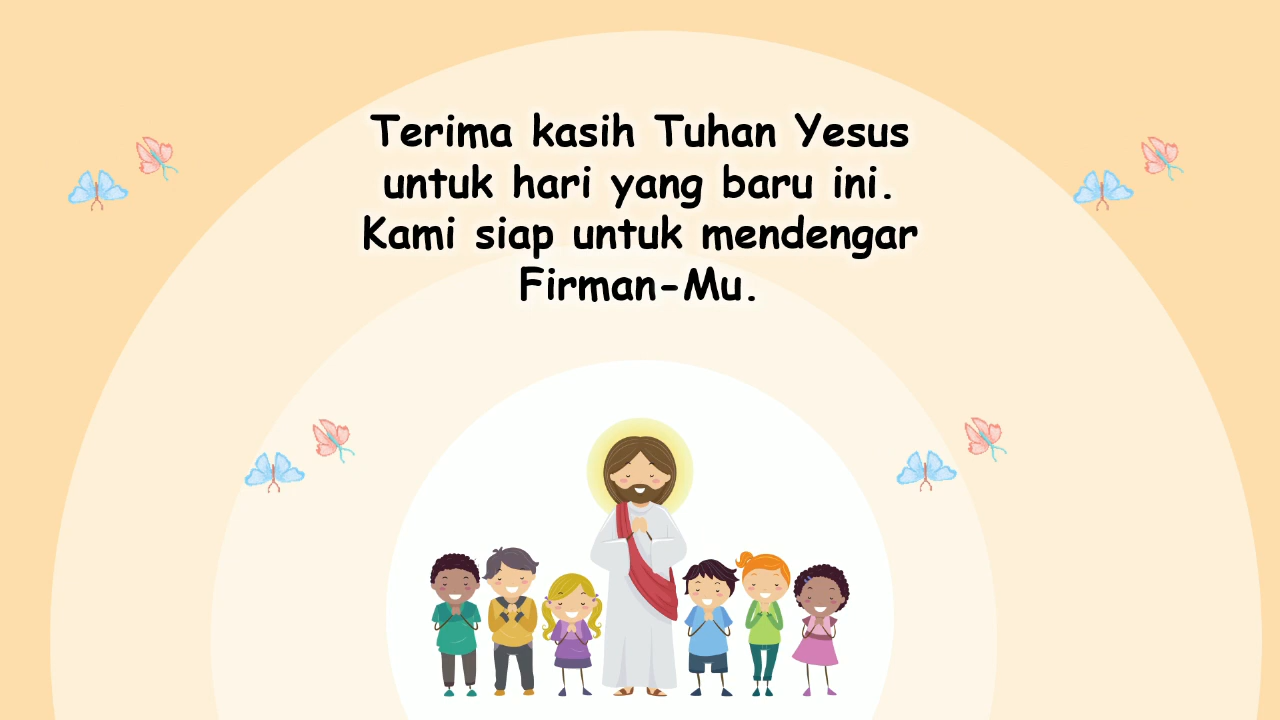 Terima kasih Tuhan Yesus
untuk hari yang baru ini.
Kami siap untuk mendengar
Firman-Mu.